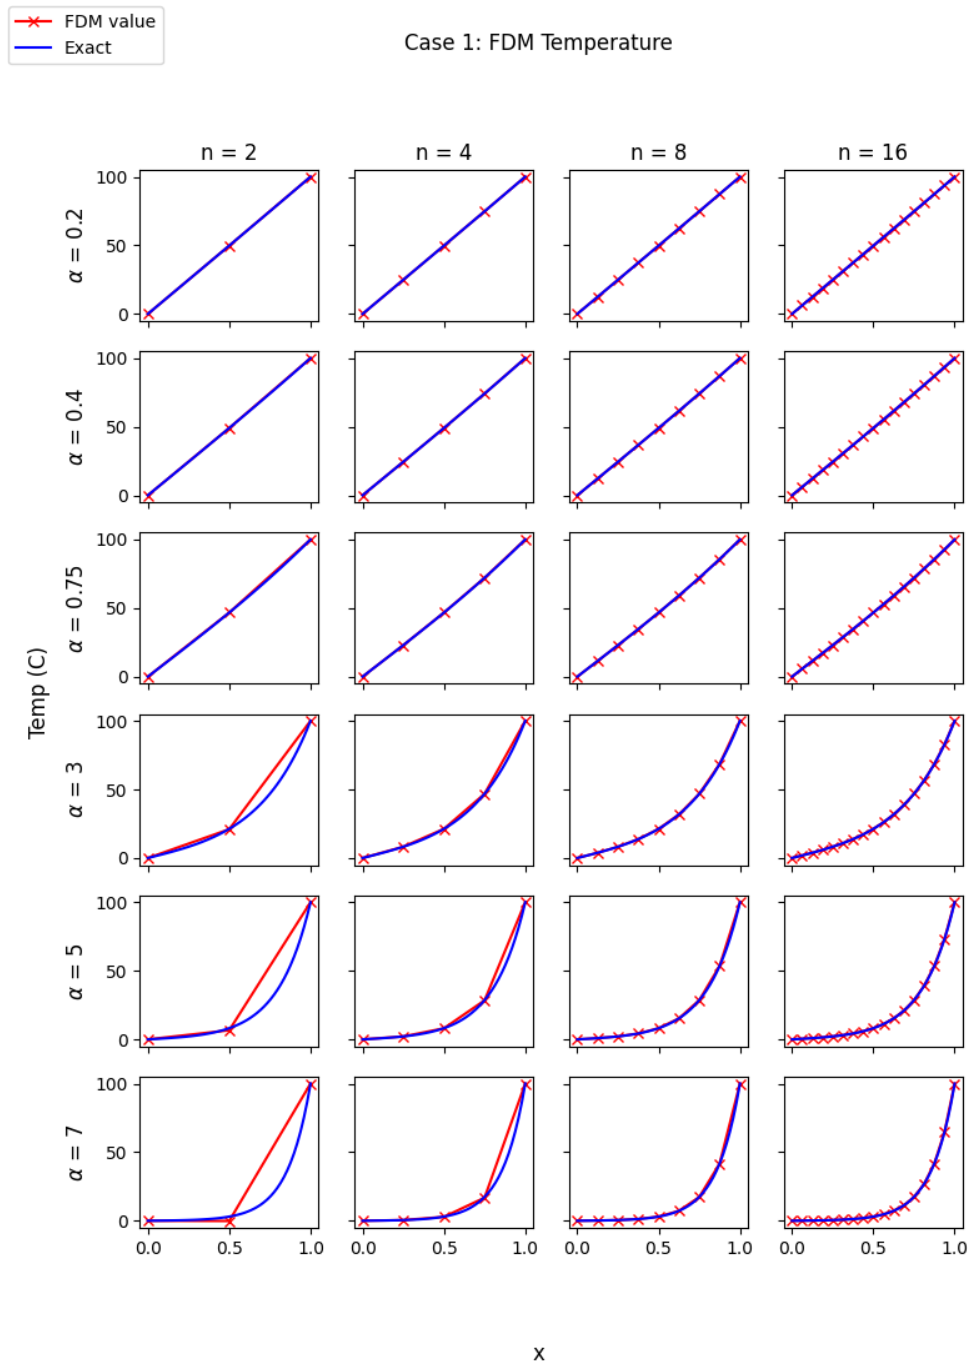 FDM value
Exact
Case 1: FDM Temperature
n = 2
n = 4
n = 8
n = 16
α = 0.2
100
50
0
α = 0.4
100
50
0
α = 0.75
100
50
0
Temp (C)
α = 3
100
50
0
α = 5
100
50
0
α = 7
100
50
0
0.0 0.5 1.0
0.0 0.5 1.0
0.0 0.5 1.0
0.0 0.5 1.0
x